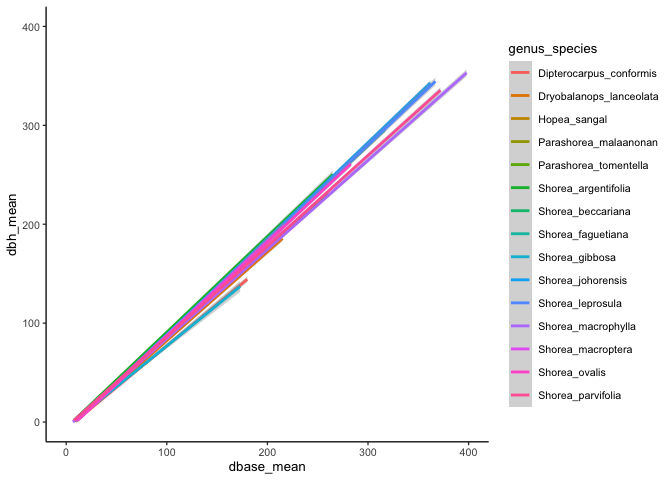 400
300
200
100
0
dbh_mean
0 100 200 300 400
dbase_mean
genus_species
Dipterocarpus_conformis
Dryobalanops_lanceolata
Hopea_sangal
Parashorea_malaanonan
Parashorea_tomentella
Shorea_argentifolia
Shorea_beccariana
Shorea_faguetiana
Shorea_gibbosa
Shorea_johorensis
Shorea_leprosula
Shorea_macrophylla
Shorea_macroptera
Shorea_ovalis
Shorea_parvifolia